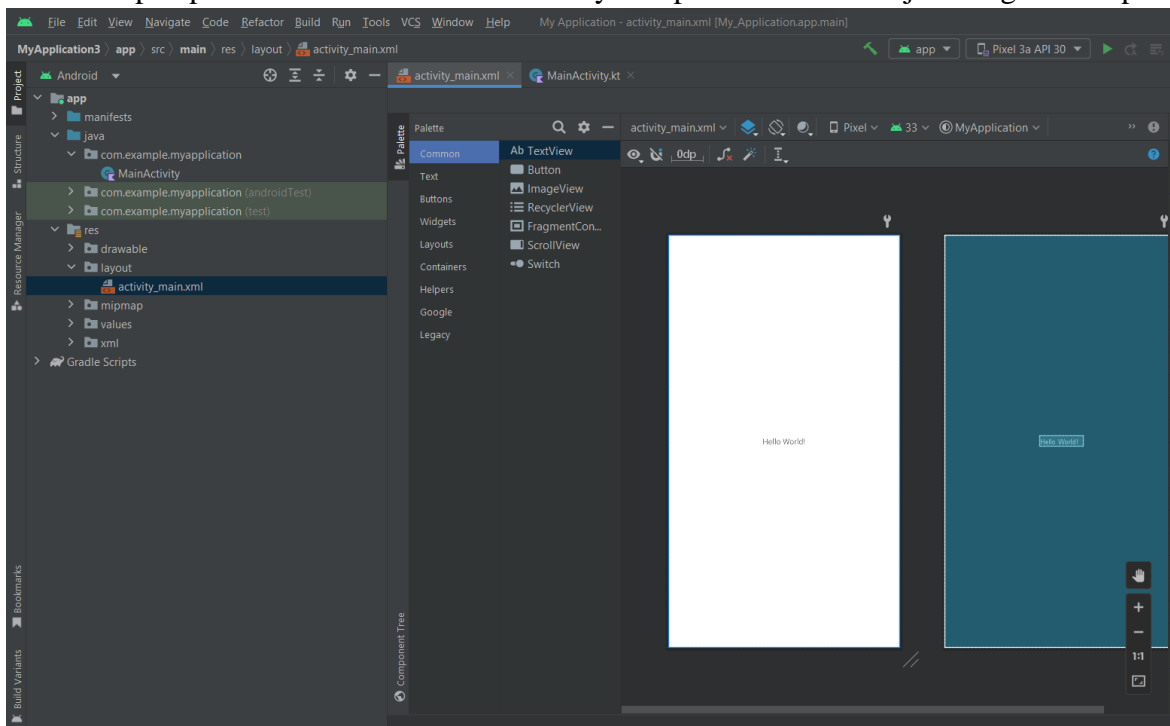 File Edit View Navigate Code Refactor Build Run Tools VCS Window Help My Application - activity_main.xml [My_Application.app.main]
MyApplication3 app src main res layout activity_main.xml app Pixel 3a API 30
Project
Android
activity_main.xml MainActivity.kt
app
manifests
java
com.example.myapplication
MainActivity
com.example.myapplication (androidTest)
com.example.myapplication (test)
res
drawable
layout
activity_main.xml
mipmap
values
xml
Gradle Scripts
Structure
Resource Manager
Bookmarks
Build Variants
Palette
Component Tree
Palette
Common
Text
Buttons
Widgets
Layouts
Containers
Helpers
Google
Legacy
Ab TextView
Button
ImageView
RecyclerView
FragmentCon...
ScrollView
Switch
activity_main.xml Pixel 33 MyApplication
0dp
Hello World!
Hello World!
1:1